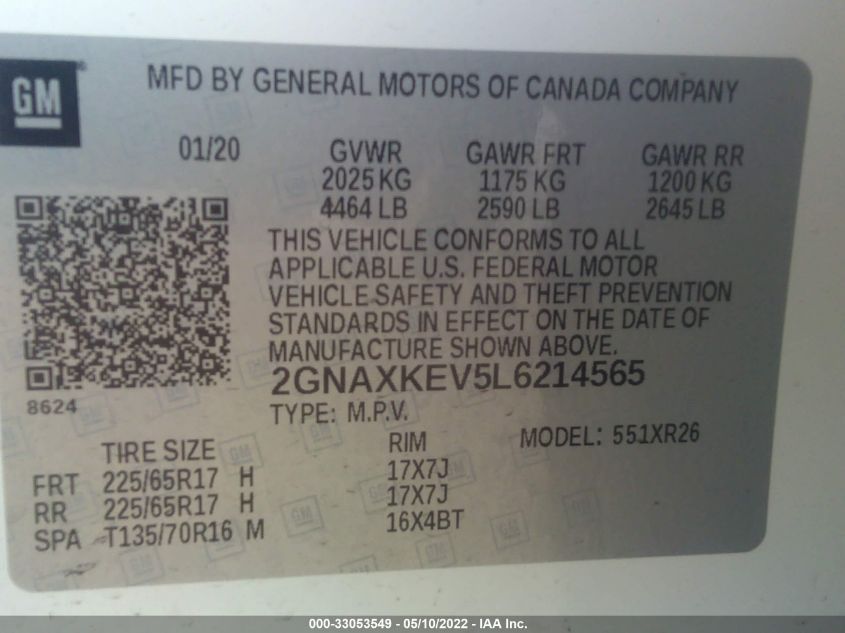 MFD BY GENERAL MOTORS OF CANADA COMPANY
GM
01/20 GVWR GAWR FRT GAWR RR
2025 KG 1175 KG 1200 KG
4464 LB 2590 LB 2645 LB
THIS VEHICLE CONFORMS TO ALL
APPLICABLE U.S. FEDERAL MOTOR
VEHICLE SAFETY AND THEFT PREVENTION
STANDARDS IN EFFECT ON THE DATE OF
MANUFACTURE SHOWN ABOVE.
2GNAXKEV5L6214565
8624
TYPE: M.P.V.
TIRE SIZE RIM MODEL: 551XR26
FRT 225/65R17 H 17X7J
RR 225/65R17 H 17X7J
SPA T135/70R16 M 16X4BT
000-33053549 - 05/10/2022 - IAA Inc.